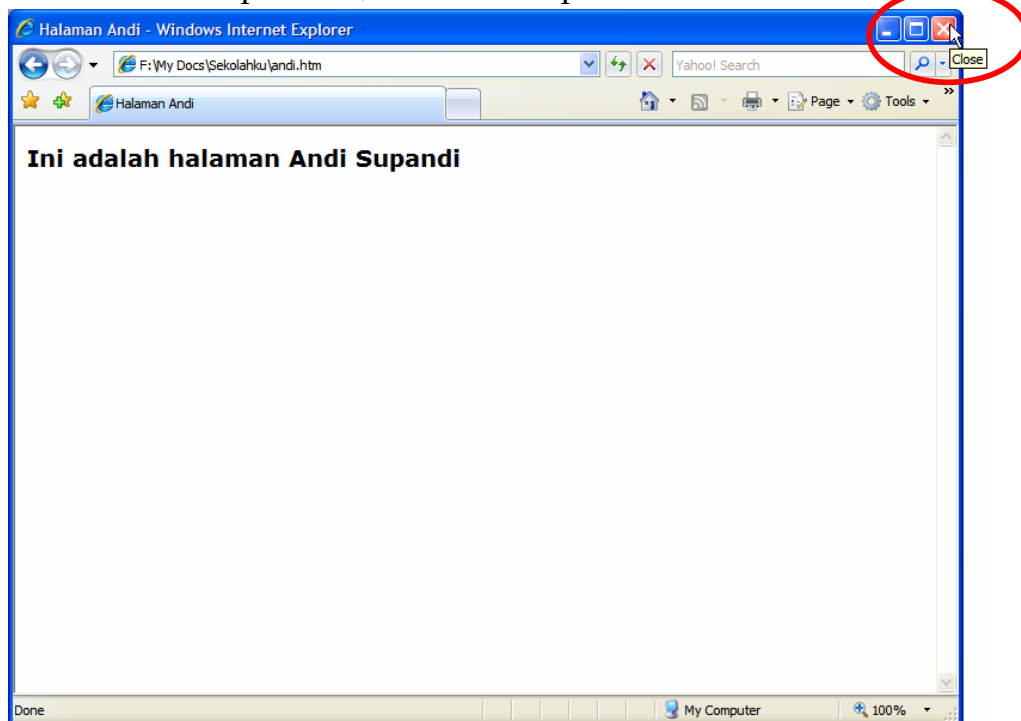 Halaman Andi - Windows Internet Explorer
F:\My Docs\Sekolahku\andi.htm
Yahoo! Search
Close
Halaman Andi
Page
Tools
»
Ini adalah halaman Andi Supandi
Done
My Computer
100%